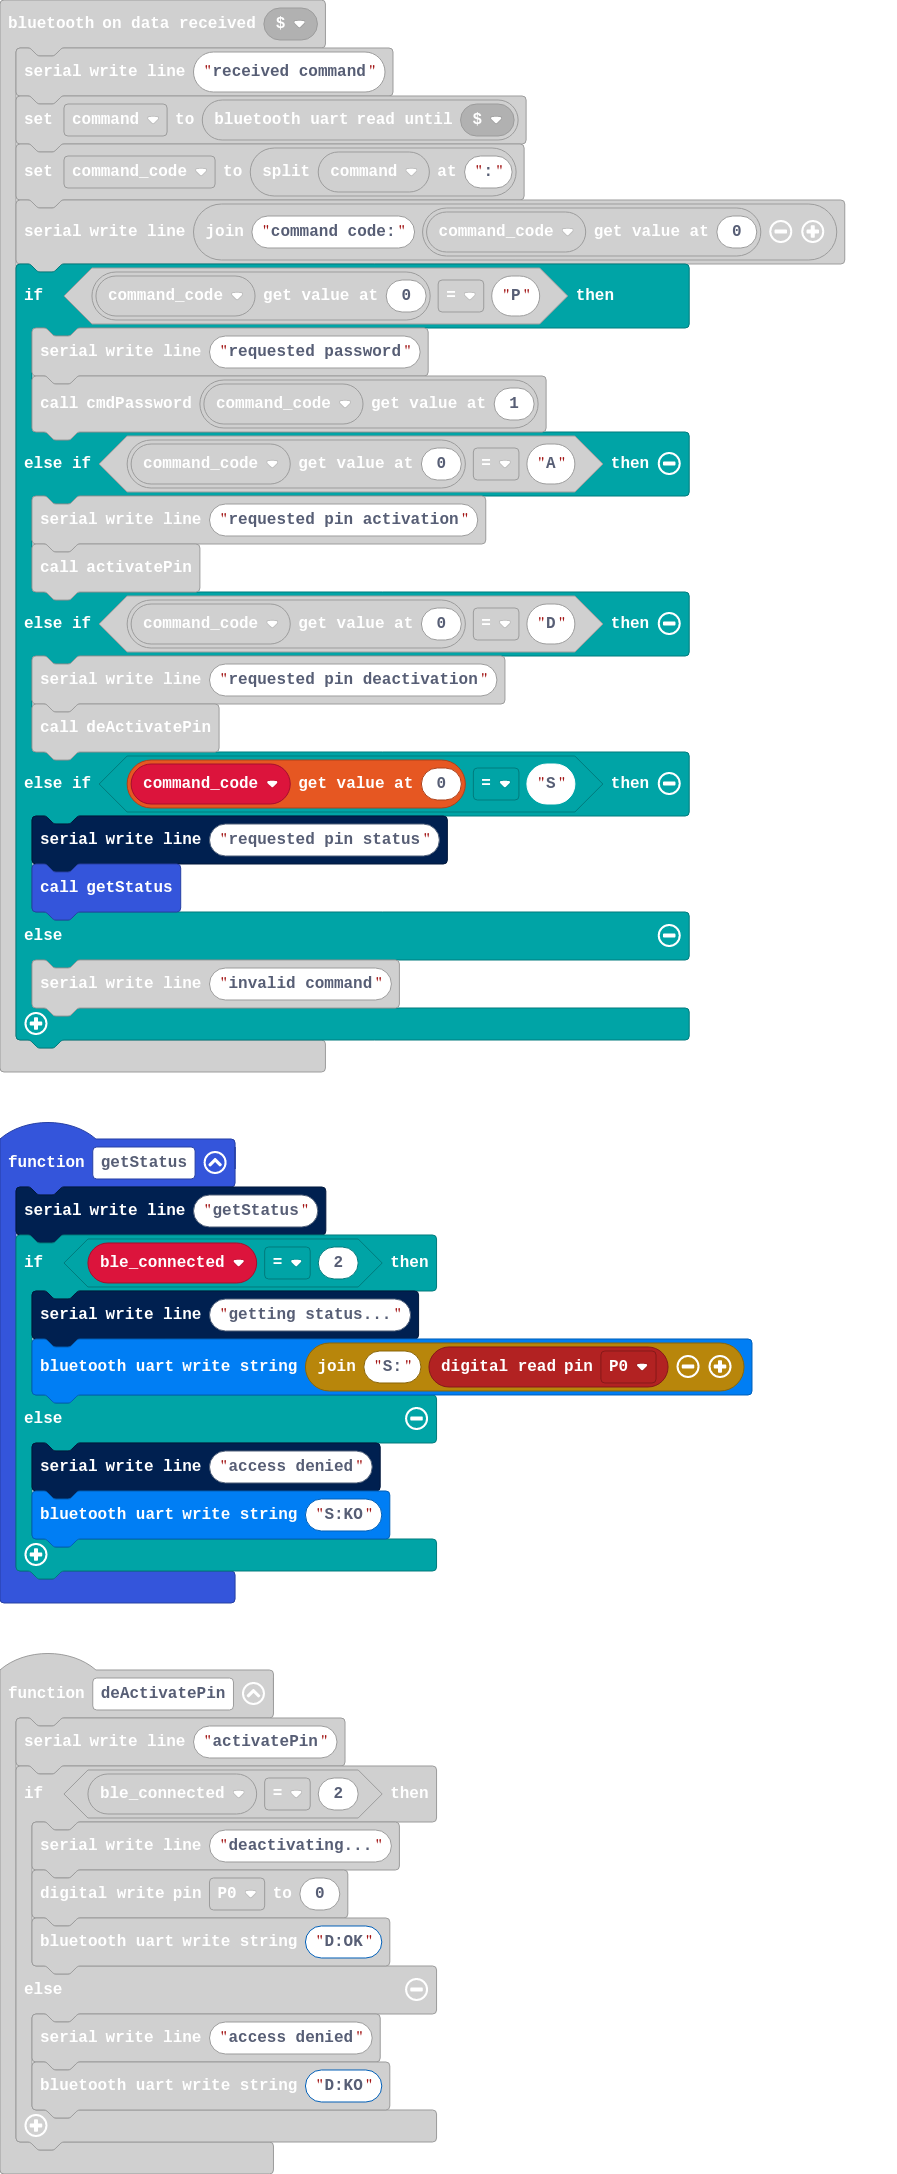 bluetooth on data received $
serial write line "received command"
set command to bluetooth uart read until $
set command_code to split command at ":"
serial write line join "command code:" command_code get value at 0
if command_code get value at 0 = "P" then
serial write line "requested password"
call cmdPassword command_code get value at 1
else if command_code get value at 0 = "A" then
serial write line "requested pin activation"
call activatePin
else if command_code get value at 0 = "D" then
serial write line "requested pin deactivation"
call deActivatePin
else if command_code get value at 0 = "S" then
serial write line "requested pin status"
call getStatus
else
serial write line "invalid command"
function getStatus
serial write line "getStatus"
if ble_connected = 2 then
serial write line "getting status..."
bluetooth uart write string join "S:" digital read pin P0
else
serial write line "access denied"
bluetooth uart write string "S:KO"
function deActivatePin
serial write line "activatePin"
if ble_connected = 2 then
serial write line "deactivating..."
digital write pin P0 to 0
bluetooth uart write string "D:OK"
else
serial write line "access denied"
bluetooth uart write string "D:KO"